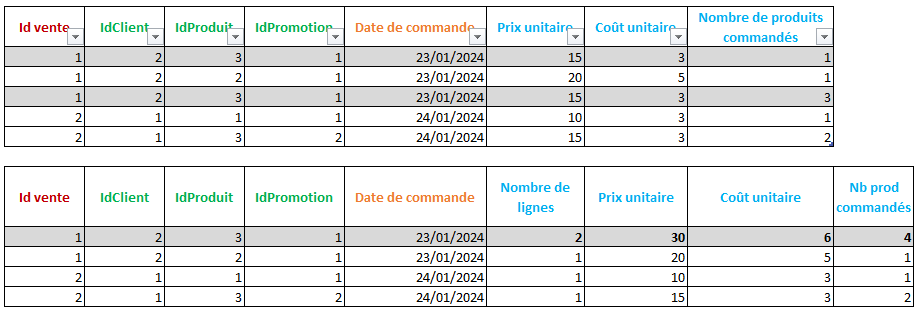 Id vente IdClient IdProduit IdPromotion Date de commande Prix unitaire Coût unitaire Nombre de produits commandés
1 2 3 1 23/01/2024 15 3 1
1 2 2 1 23/01/2024 20 5 1
1 2 3 1 23/01/2024 15 3 3
2 1 1 1 24/01/2024 10 3 1
2 1 3 2 24/01/2024 15 3 2
Id vente IdClient IdProduit IdPromotion Date de commande Nombre de lignes Prix unitaire Coût unitaire Nb prod commandés
1 2 3 1 23/01/2024 2 30 6 4
1 2 2 1 23/01/2024 1 20 5 1
2 1 1 1 24/01/2024 1 10 3 1
2 1 3 2 24/01/2024 1 15 3 2